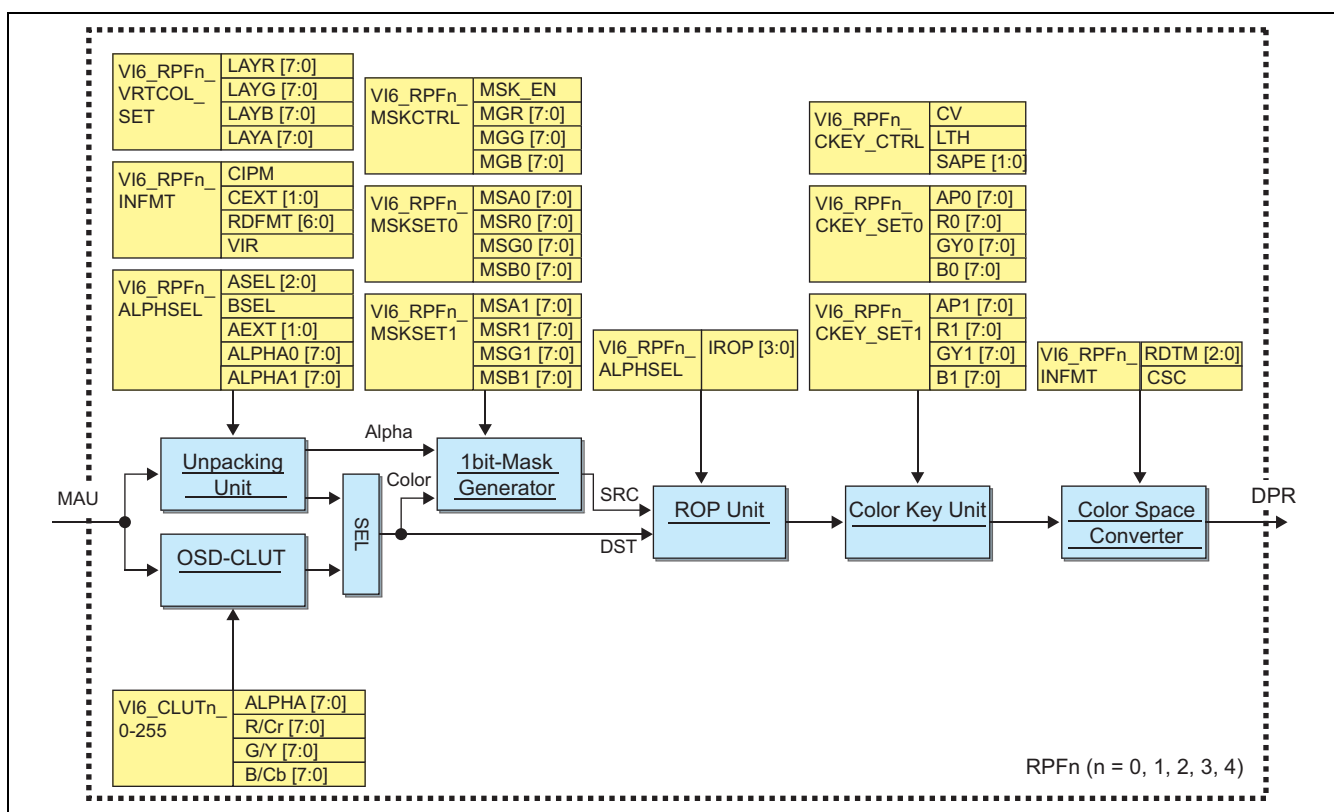 VI6_RPFn_
VRTCOL_
SET
LAYR [7:0]
LAYG [7:0]
LAYB [7:0]
LAYA [7:0]
VI6_RPFn_
INFMT
CIPM
CEXT [1:0]
RDFMT [6:0]
VIR
VI6_RPFn_
ALPHSEL
ASEL [2:0]
BSEL
AEXT [1:0]
ALPHA0 [7:0]
ALPHA1 [7:0]
VI6_RPFn_
MSKCTRL
MSK_EN
MGR [7:0]
MGG [7:0]
MGB [7:0]
VI6_RPFn_
MSKSET0
MSA0 [7:0]
MSR0 [7:0]
MSG0 [7:0]
MSB0 [7:0]
VI6_RPFn_
MSKSET1
MSA1 [7:0]
MSR1 [7:0]
MSG1 [7:0]
MSB1 [7:0]
VI6_RPFn_
ALPHSEL
IROP [3:0]
VI6_RPFn_
CKEY_CTRL
CV
LTH
SAPE [1:0]
VI6_RPFn_
CKEY_SET0
AP0 [7:0]
R0 [7:0]
GY0 [7:0]
B0 [7:0]
VI6_RPFn_
CKEY_SET1
AP1 [7:0]
R1 [7:0]
GY1 [7:0]
B1 [7:0]
VI6_RPFn_
INFMT
RDTM [2:0]
CSC
MAU
Unpacking
Unit
OSD-CLUT
Alpha
SEL
Color
1bit-Mask
Generator
SRC
DST
ROP Unit
Color Key Unit
Color Space
Converter
DPR
VI6_CLUTn_
0-255
ALPHA [7:0]
R/Cr [7:0]
G/Y [7:0]
B/Cb [7:0]
RPFn (n = 0, 1, 2, 3, 4)